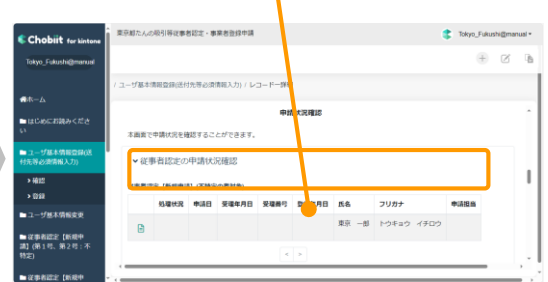 Chobiit for kintone
東京都たんの吸引等従事者認定・事業者登録申請
Tokyo_Fukushi@manual
Tokyo_Fukushi@manual
ホーム
はじめにお読みください
ユーザ基本情報登録(送付先等必須情報入力)
> 確認
> 登録
ユーザ基本情報変更
従事者認定【新規申請】(第1号、第2号:不特定)
従事者認定【新規申
/ ユーザ基本情報登録(送付先等必須情報入力) / レコード一
申請状況確認
本画面で申請状況を確認することができます。
従事者認定の申請状況確認
処理状況 申請日 受理年月日 受理番号 年月日 氏名 フリガナ 申請担当
東京 一郎 トウキョウ イチロウ